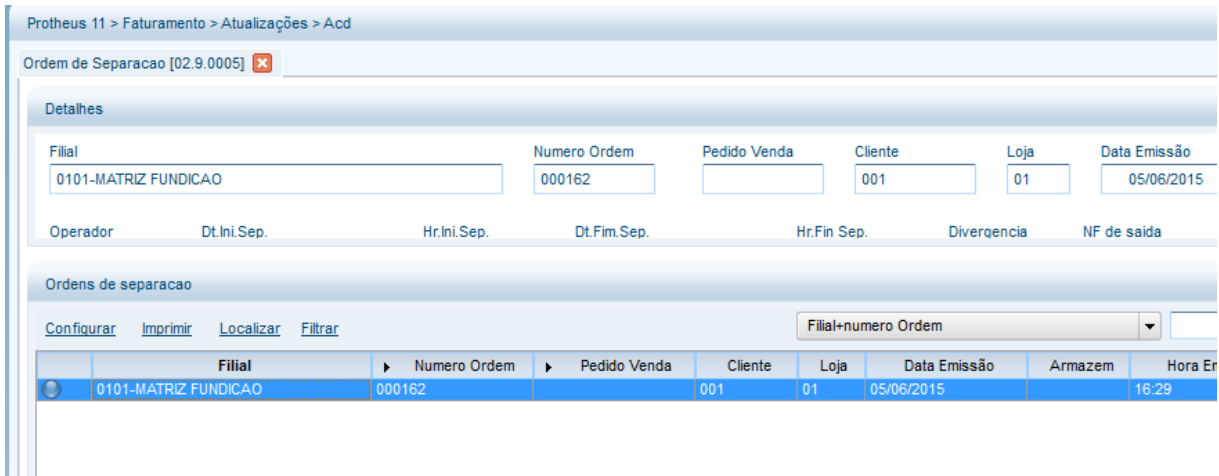 Protheus 11 > Faturamento > Atualizações > Acd
Ordem de Separacao [02.9.0005]
Detalhes
Filial Numero Ordem Pedido Venda Cliente Loja Data Emissão
0101-MATRIZ FUNDICAO 000162 001 01 05/06/2015
Operador Dt.Ini.Sep. Hr.Ini.Sep. Dt.Fim.Sep. Hr.Fin Sep. Divergencia NF de saida
Ordens de separacao
Configurar Imprimir Localizar Filtrar Filial+numero Ordem
Filial Numero Ordem Pedido Venda Cliente Loja Data Emissão Armazem Hora Em
0101-MATRIZ FUNDICAO 000162 001 01 05/06/2015 16:29